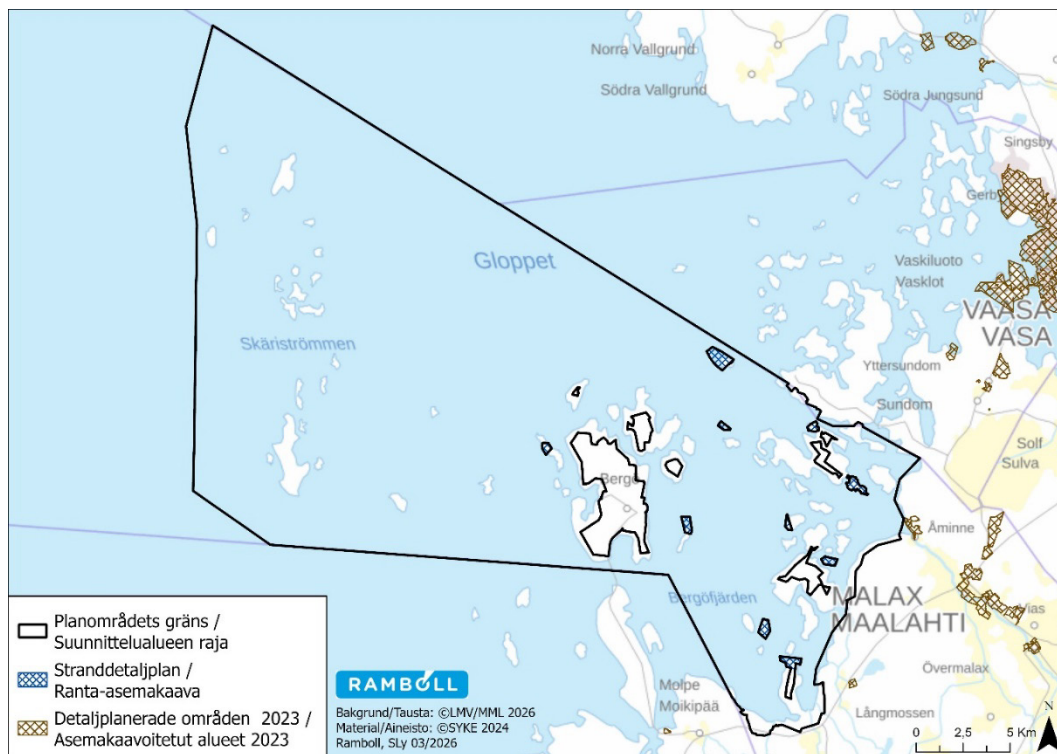 Norra Vallgrund
Södra Vallgrund
Södra Jungsund
Singsby
Gerby
Gloppet
Vaskiluoto
Vasklot
VAASA
VASA
Skäriströmmen
Yttersundom
Sundom
Solf
Sulva
Bergö
Åminne
Bergöfjärden
MALAX
MAALAHTI
Övermalax
Molpe
Moikipää
Långmossen
Planområdets gräns /
Suunnittelualueen raja
Stranddetaljplan /
Ranta-asemakaava
Detaljplanerade områden 2023 /
Asemakaavoitetut alueet 2023
RAMBOLL
Bakgrund/Tausta: ©LMV/MML 2026
Material/Aineisto: ©SYKE 2024
Ramboll, SLy 03/2026
N
0 2,5 5 Km